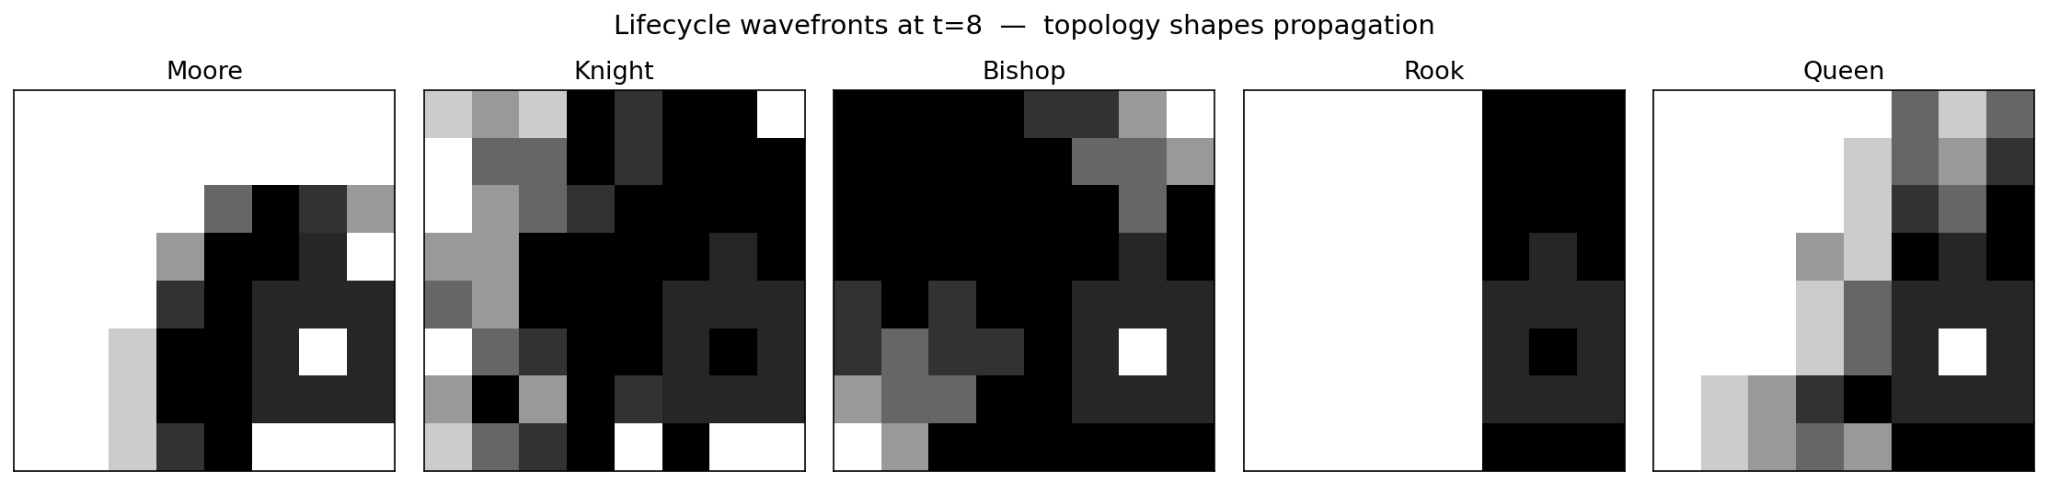 Lifecycle wavefronts at t=8 — topology shapes propagation
Moore
Knight
Bishop
Rook
Queen